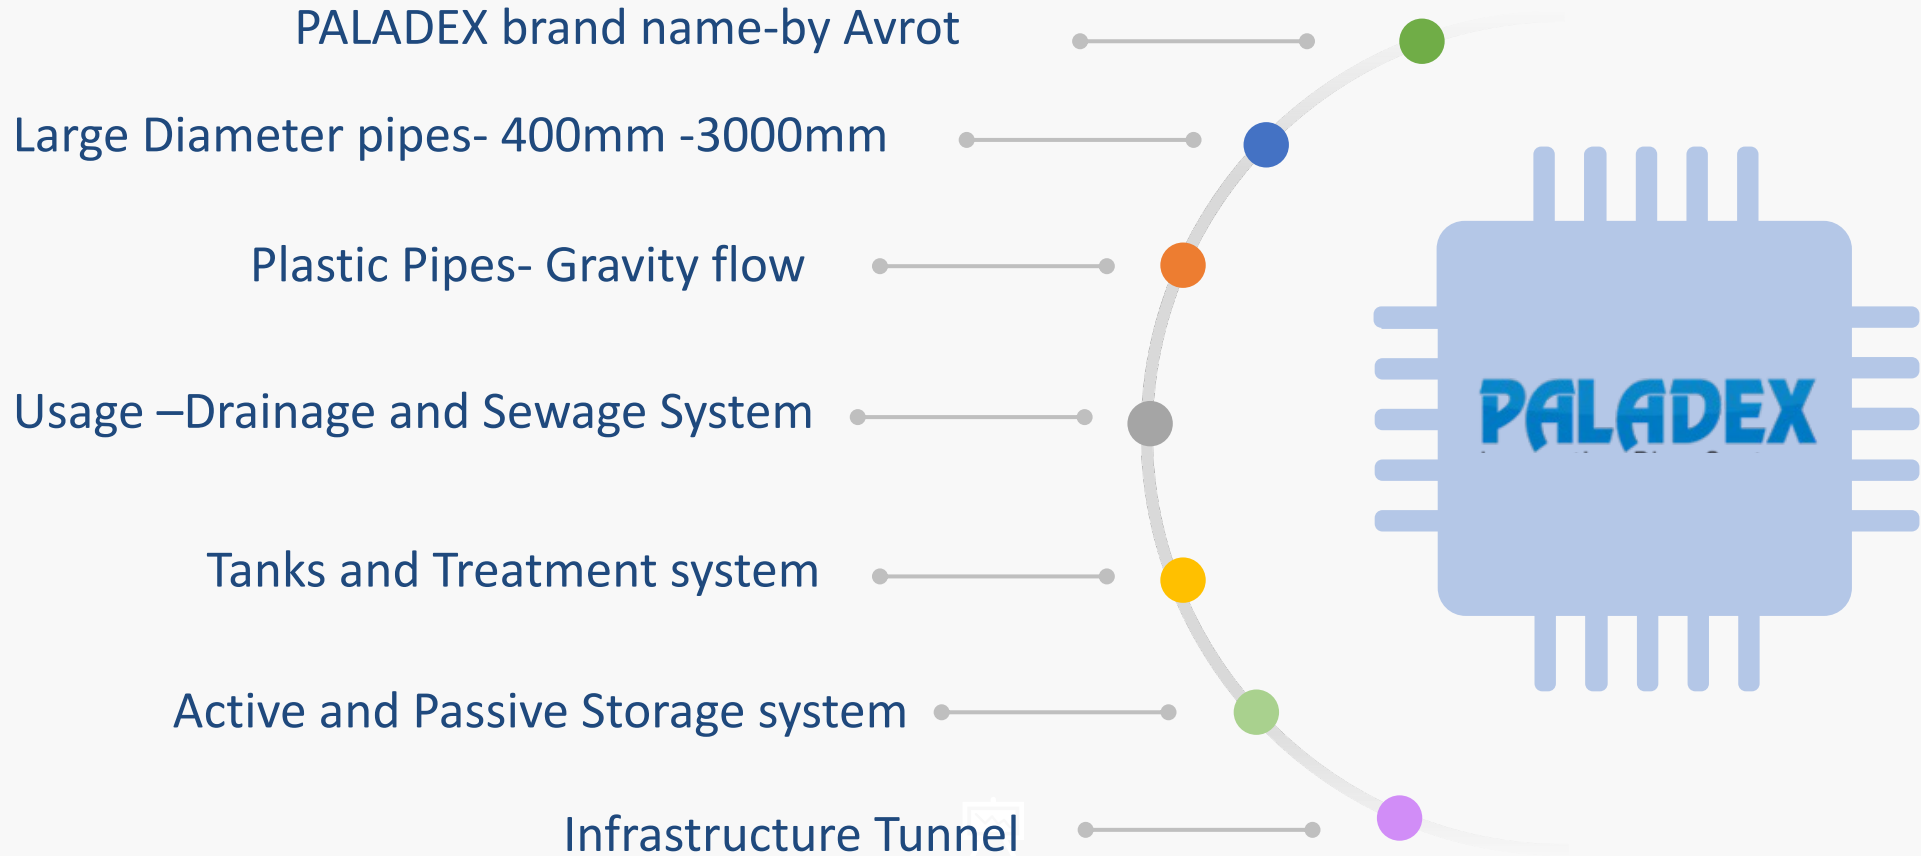 PALADEX brand name-by Avrot
Large Diameter pipes- 400mm -3000mm
Plastic Pipes- Gravity flow
Usage –Drainage and Sewage System
PALADEX
Tanks and Treatment system
Active and Passive Storage system
Infrastructure Tunnel